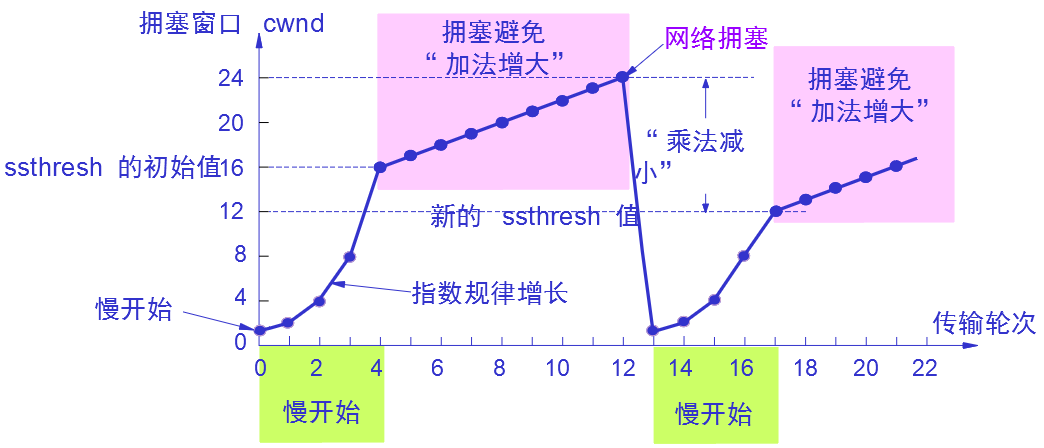 拥塞窗口 cwnd
拥塞避免
“加法增大”
网络拥塞
拥塞避免
“加法增大”
24
20
ssthresh 的初始值16
“乘法减
小”
新的 ssthresh 值
12
8
4
0
指数规律增长
慢开始
传输轮次
0 2 4 6 8 10 12 14 16 18 20 22
慢开始
慢开始